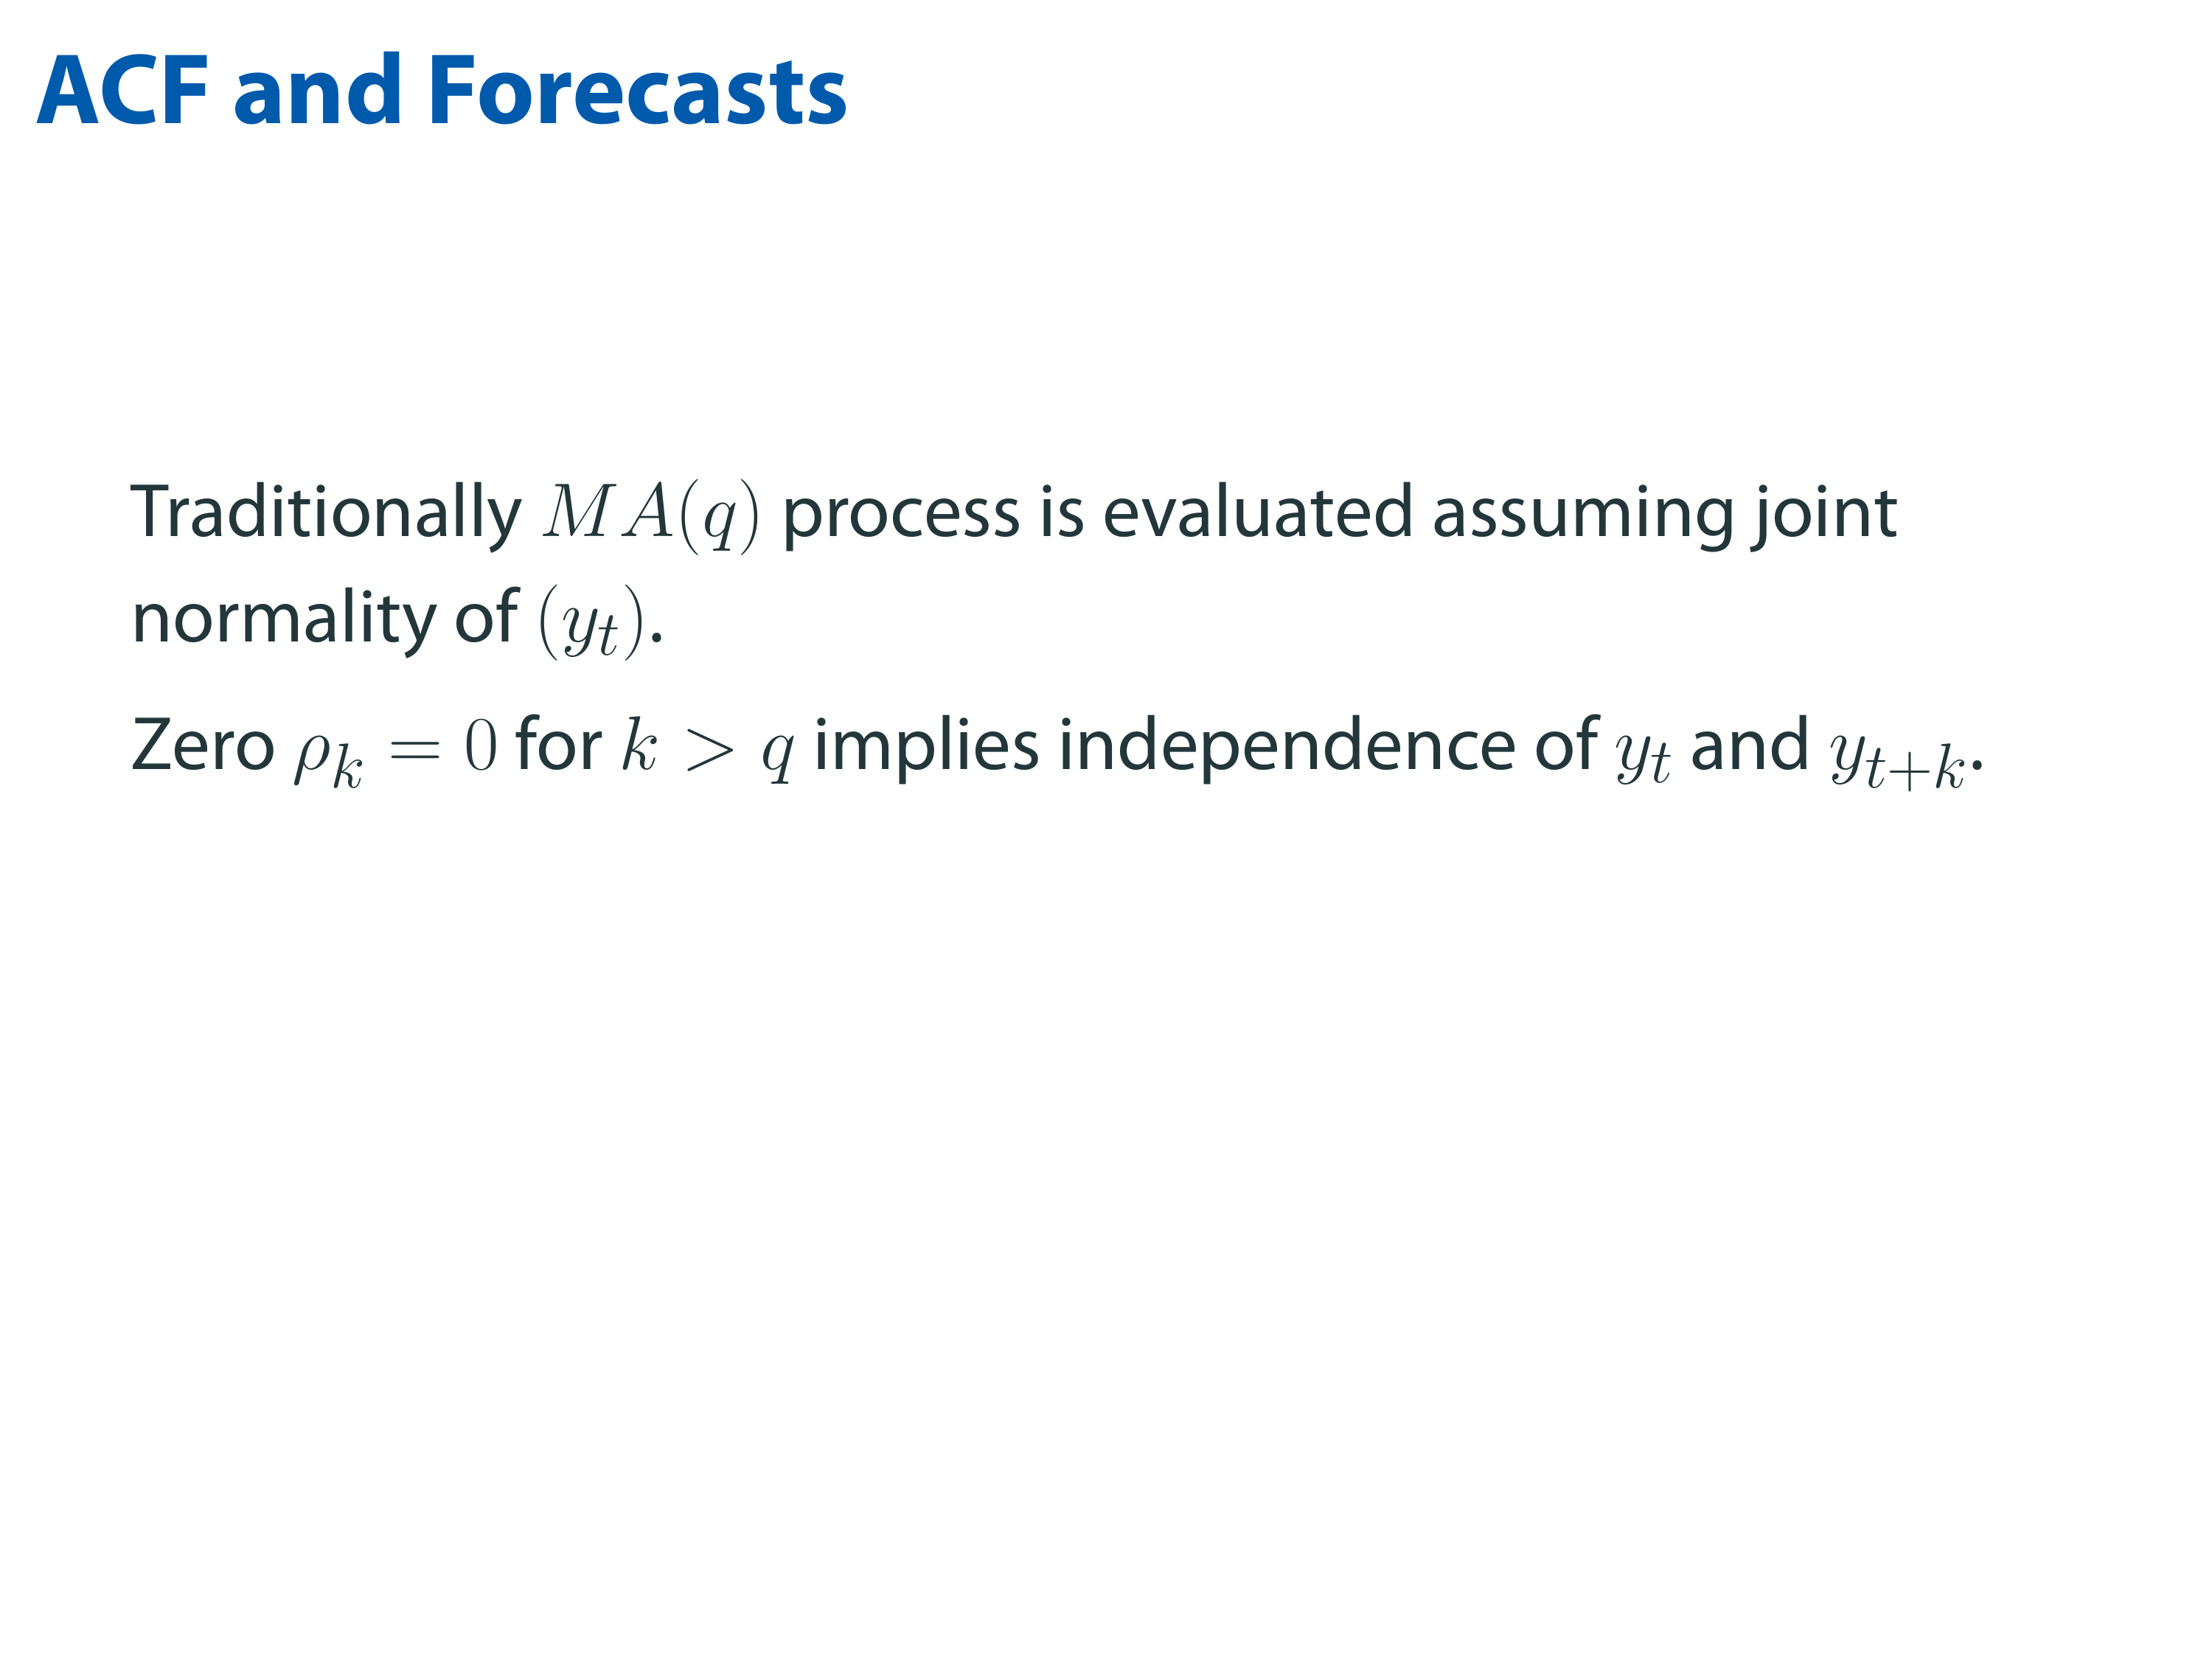 ACF and Forecasts
Traditionally $MA(q)$ process is evaluated assuming joint
normality of $(y_t)$.
Zero $\rho_k = 0$ for $k > q$ implies independence of $y_t$ and $y_{t+k}$.